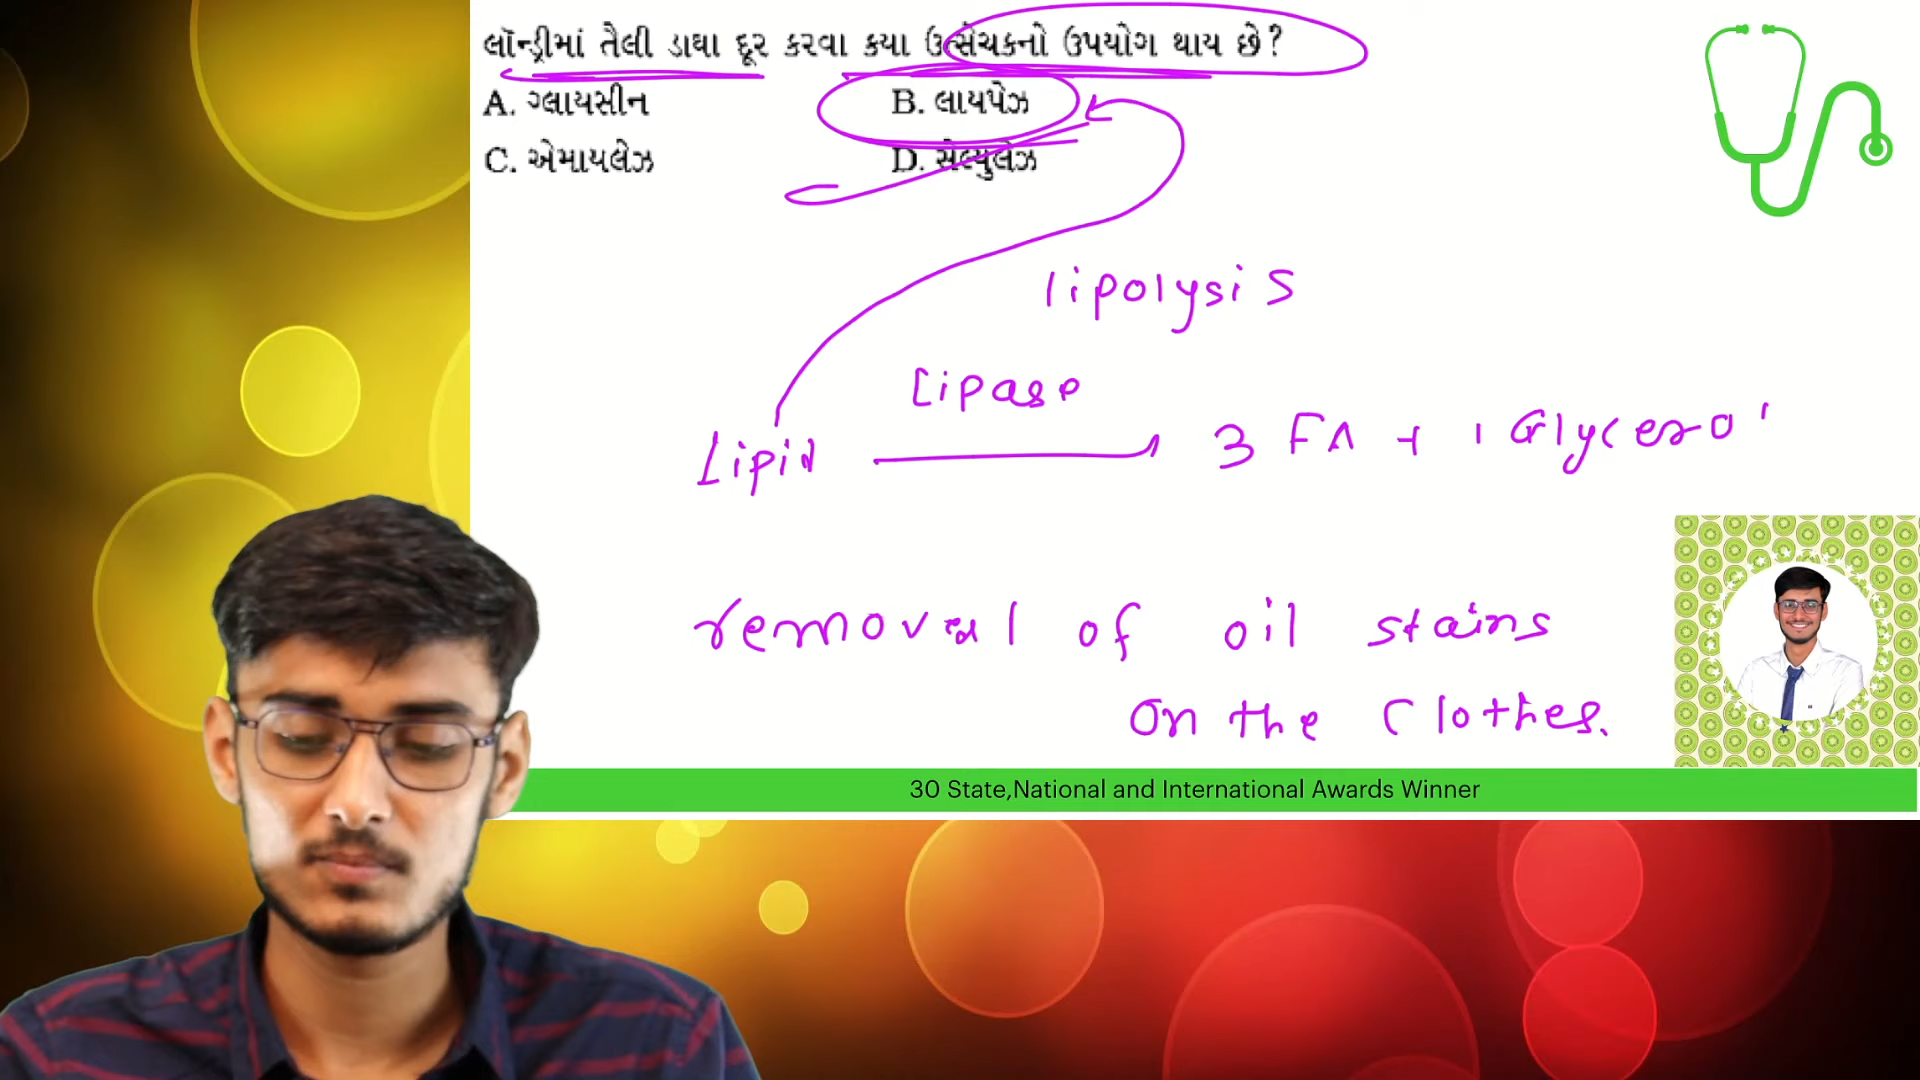 લૉન્ડ્રીમાં તૈલી ડાઘા દૂર કરવા કયા ઉત્સેચકનો ઉપયોગ થાય છે?
A. ગ્લાયસીન B. લાયપેઝ
C. એમાયલેઝ D. સેલ્યુલેઝ
lipolysis
Lipase
Lipid 3 FA + 1 Glycerol
removal of oil stains
on the clothes.
30 State,National and International Awards Winner